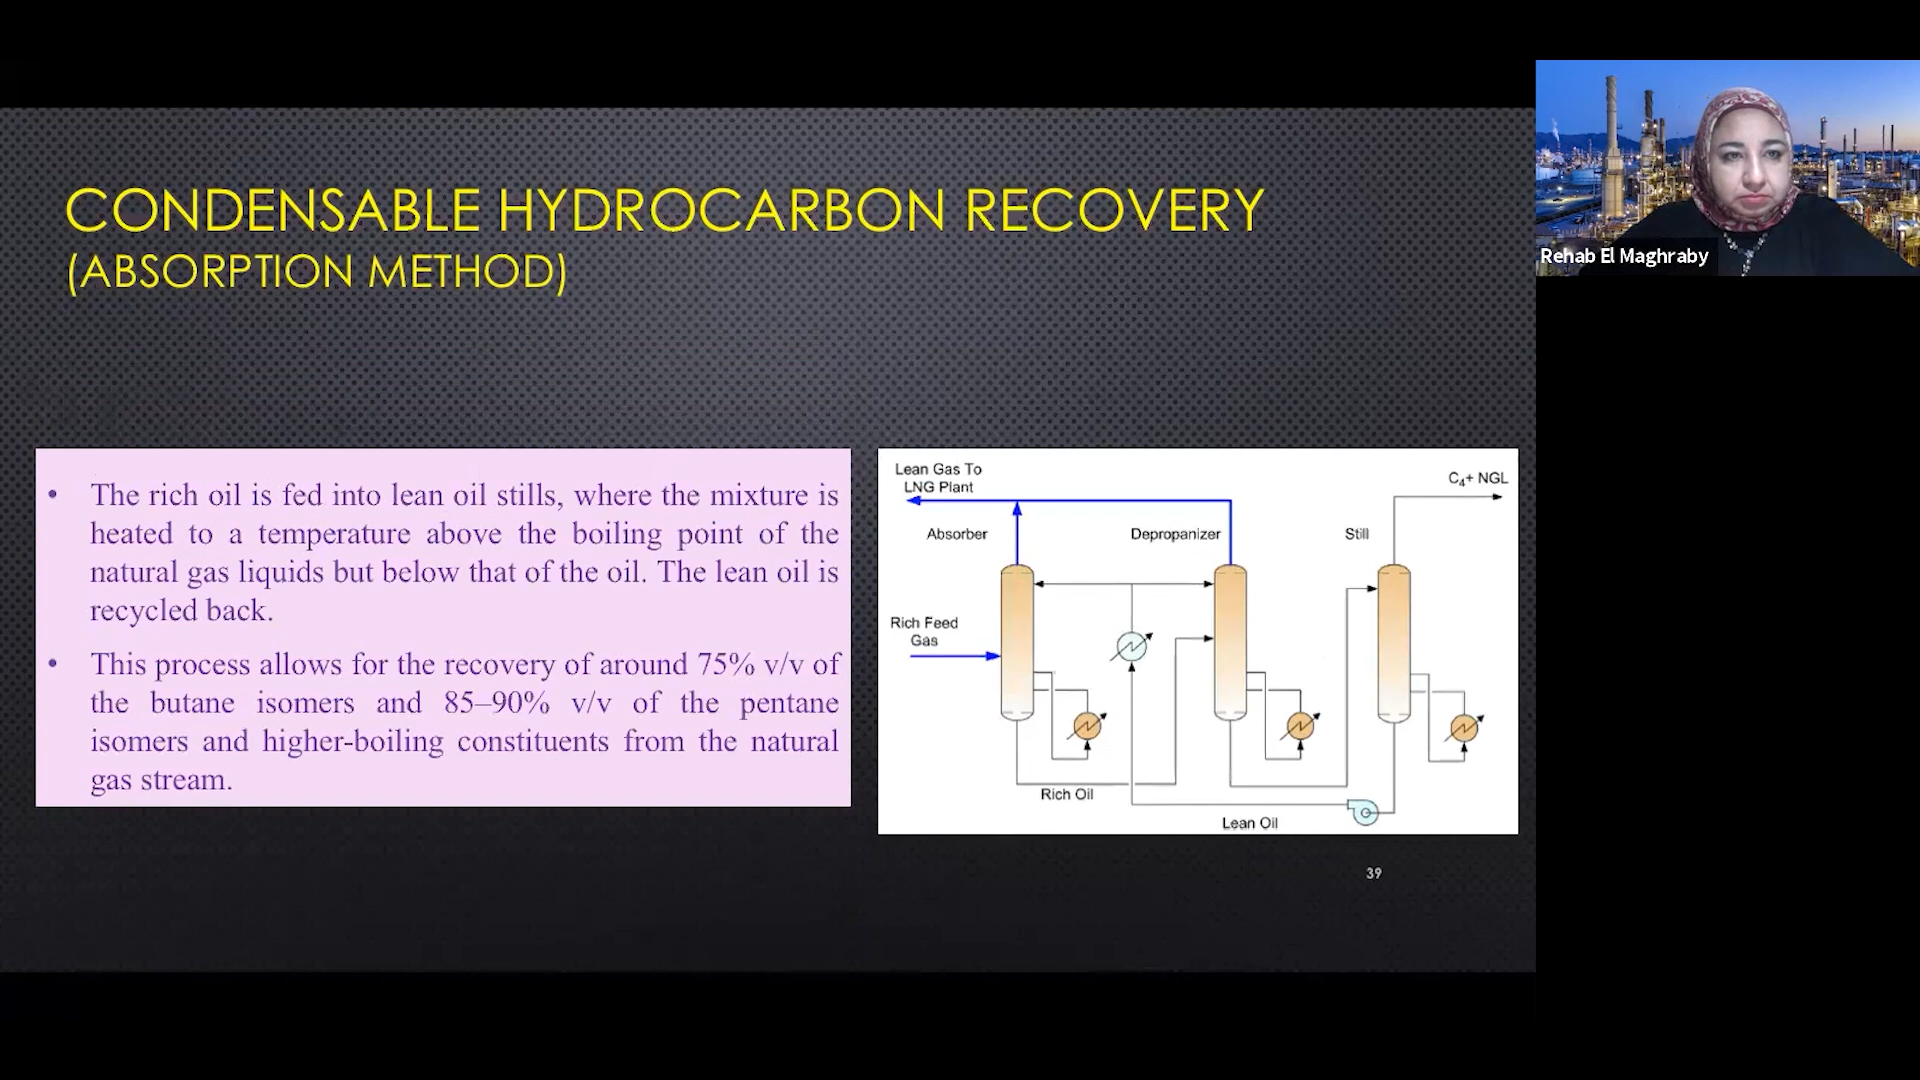 CONDENSABLE HYDROCARBON RECOVERY
(ABSORPTION METHOD)
• The rich oil is fed into lean oil stills, where the mixture is
heated to a temperature above the boiling point of the
natural gas liquids but below that of the oil. The lean oil is
recycled back.
• This process allows for the recovery of around 75% v/v of
the butane isomers and 85–90% v/v of the pentane
isomers and higher-boiling constituents from the natural
gas stream.
Lean Gas To
LNG Plant
C₄+ NGL
Absorber
Depropanizer
Still
Rich Feed
Gas
Rich Oil
Lean Oil
39
Rehab El Maghraby